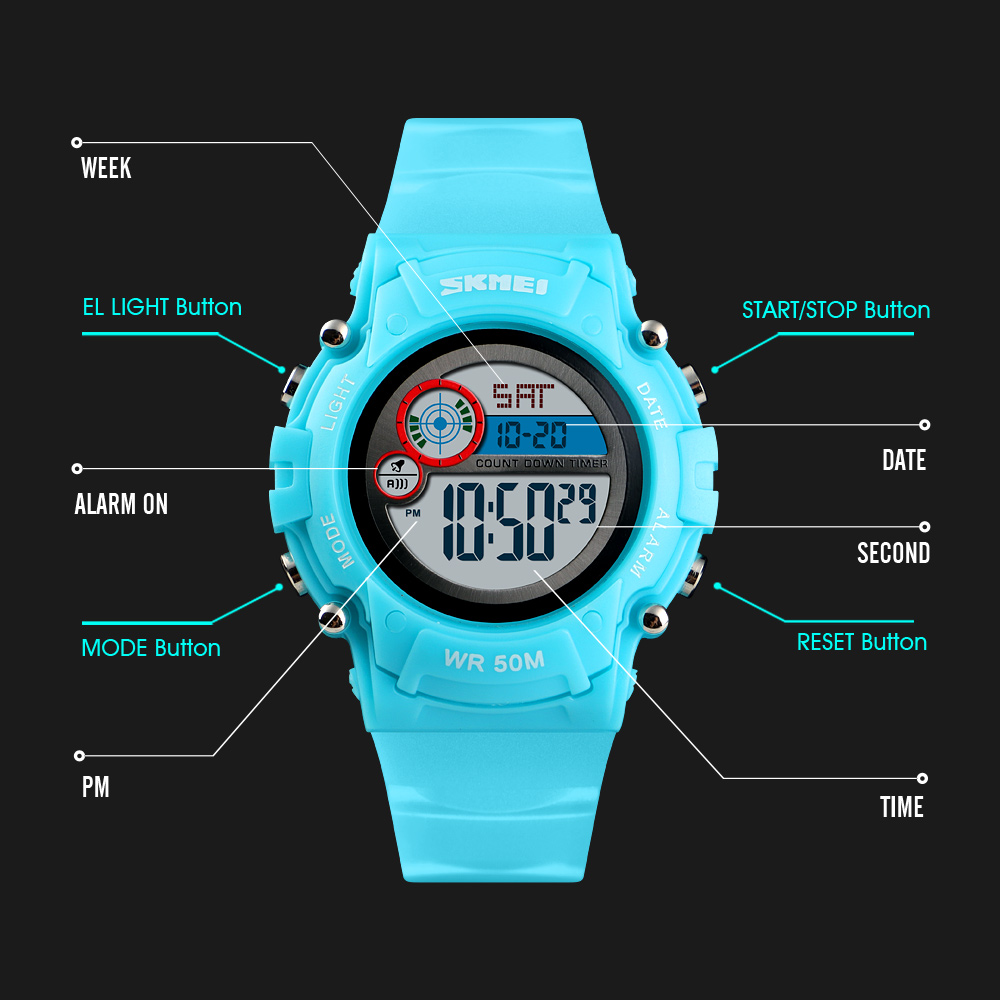 WEEK
EL LIGHT Button
START/STOP Button
SKMEI
LIGHT
DATE
SAT
10-20
DATE
COUNT DOWN TIMER
ALARM ON
A)))
PM
10:50 29
SECOND
MODE
ALARM
MODE Button
RESET Button
WR 50M
PM
TIME